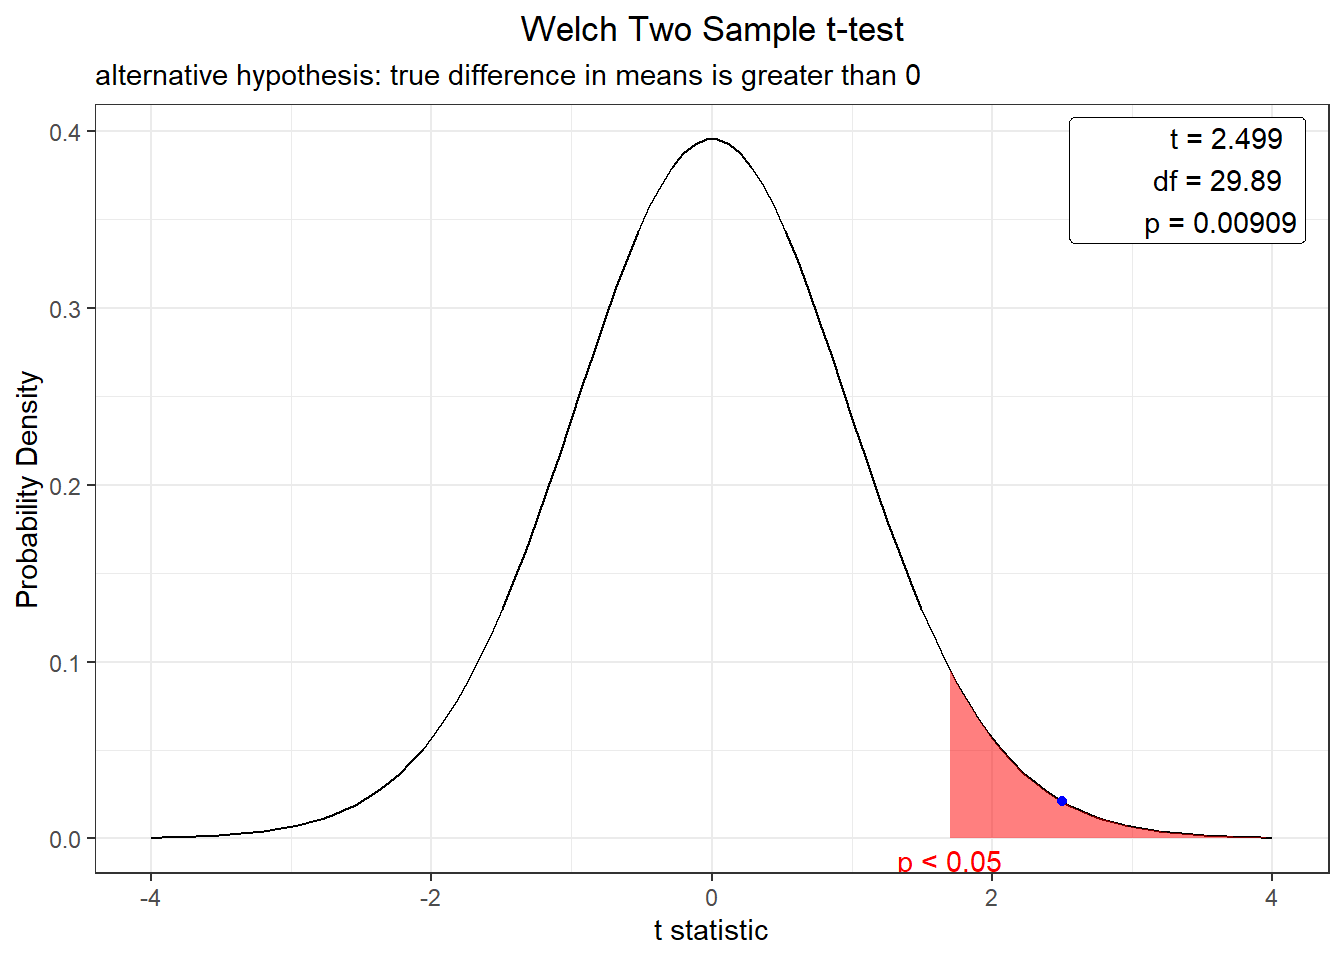 Welch Two Sample t-test
alternative hypothesis: true difference in means is greater than 0
t = 2.499
df = 29.89
p = 0.00909
Probability Density
0.4
0.3
0.2
0.1
0.0
p < 0.05
-4
-2
0
2
4
t statistic